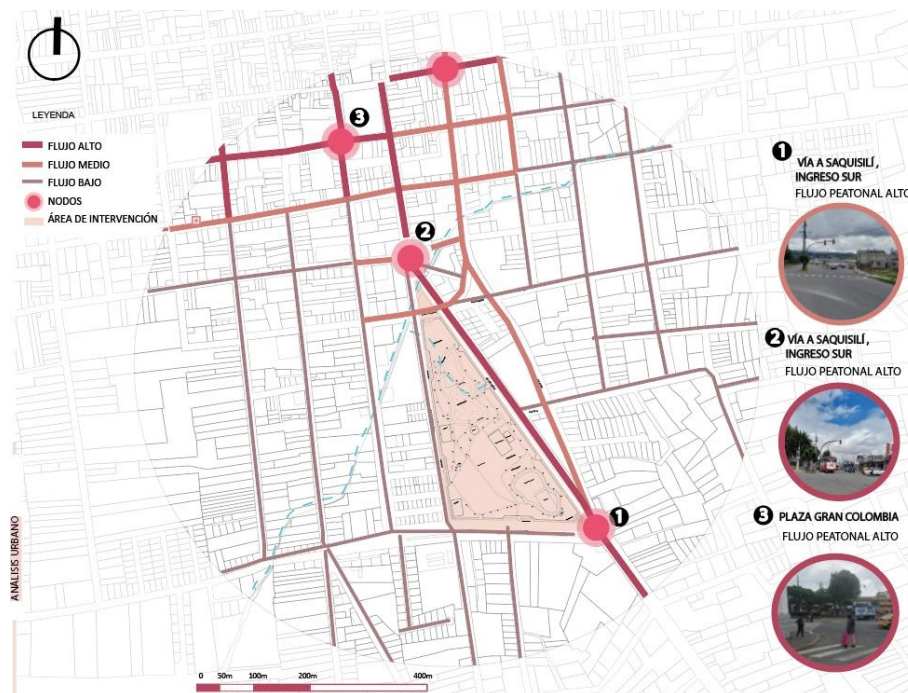 LEYENDA
FLUJO ALTO
FLUJO MEDIO
FLUJO BAJO
NODOS
ÁREA DE INTERVENCIÓN
3
2
1
1 VÍA A SAQUISILÍ ,
INGRESO SUR
FLUJO PEATONAL ALTO
2 VÍA A SAQUISILÍ ,
INGRESO SUR
FLUJO PEATONAL ALTO
3 PLAZA GRAN COLOMBIA
FLUJO PEATONAL ALTO
ANALISIS URBANO
0 50m 100m 200m 400m